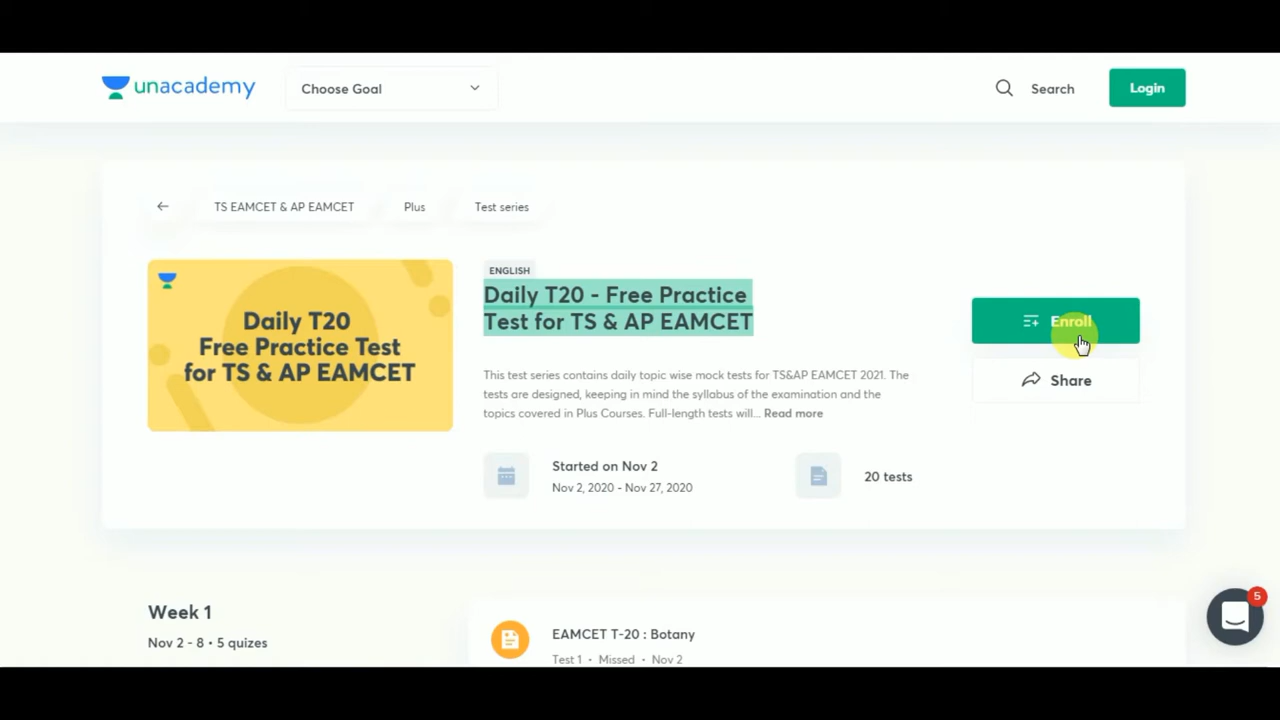 unacademy
Choose Goal
Search
Login
TS EAMCET & AP EAMCET
Plus
Test series
Daily T20
Free Practice Test
for TS & AP EAMCET
ENGLISH
Daily T20 - Free Practice
Test for TS & AP EAMCET
Enroll
Share
This test series contains daily topic wise mock tests for TS&AP EAMCET 2021. The
tests are designed, keeping in mind the syllabus of the examination and the
topics covered in Plus Courses. Full-length tests will... Read more
Started on Nov 2
Nov 2, 2020 - Nov 27, 2020
20 tests
Week 1
Nov 2 - 8 • 5 quizes
EAMCET T-20 : Botany
Test 1 • Missed • Nov 2
5